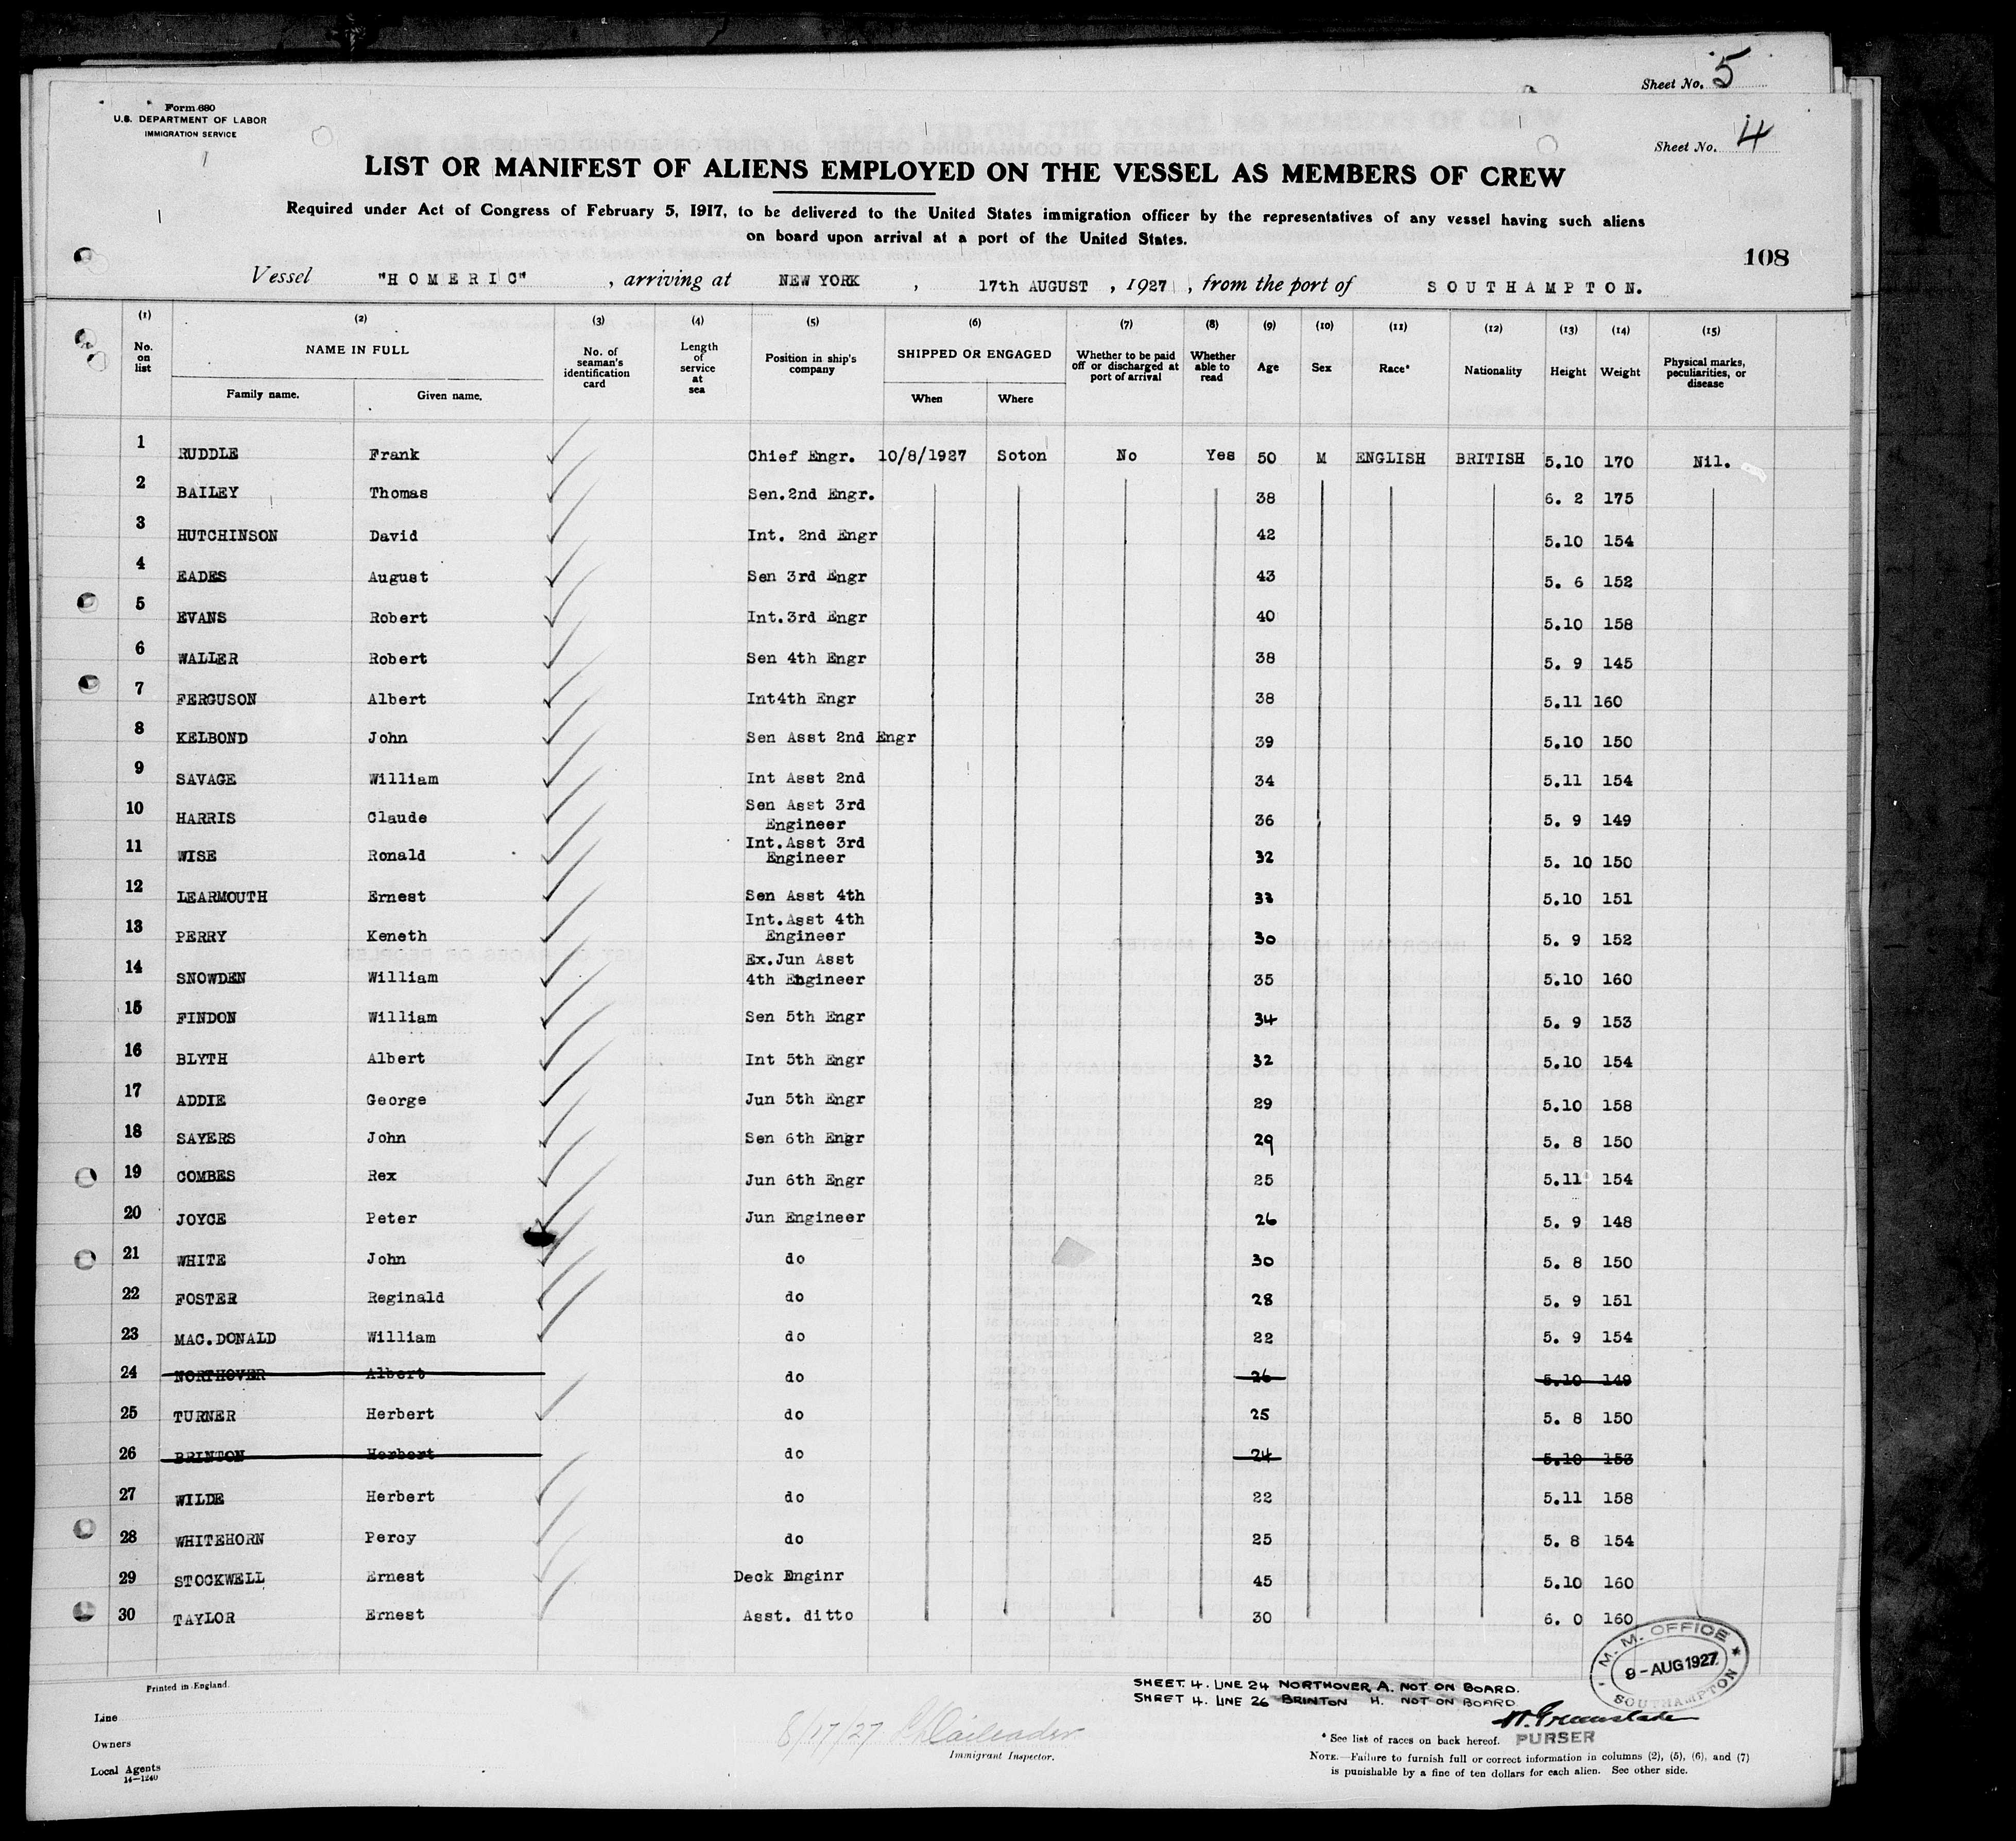 Sheet No. 5
Form 680
U.S. DEPARTMENT OF LABOR
IMMIGRATION SERVICE
Sheet No. 4
LIST OR MANIFEST OF ALIENS EMPLOYED ON THE VESSEL AS MEMBERS OF CREW
Required under Act of Congress of February 5, 1917, to be delivered to the United States immigration officer by the representatives of any vessel having such aliens
on board upon arrival at a port of the United States.
108
Vessel "HOMERIC", arriving at NEW YORK, 17th AUGUST, 1927, from the port of SOUTHAMPTON.
(1) (2) (3) (4) (5) (6) (7) (8) (9) (10) (11) (12) (13) (14) (15)
No. on list NAME IN FULL No. of seaman's identification card Length of service at sea Position in ship's company SHIPPED OR ENGAGED Whether to be paid off or discharged at port of arrival Whether able to read Age Sex Race* Nationality Height Weight Physical marks, peculiarities, or disease
Family name. Given name. When Where
1 RUDDLE Frank Chief Engr. 10/8/1927 Soton No Yes 50 M ENGLISH BRITISH 5.10 170 Nil.
2 BAILEY Thomas Sen.2nd Engr. 38 6. 2 175
3 HUTCHINSON David Int. 2nd Engr 42 5.10 154
4 EADES August Sen 3rd Engr 43 5. 6 152
5 EVANS Robert Int.3rd Engr 40 5.10 158
6 WALLER Robert Sen 4th Engr 38 5. 9 145
7 FERGUSON Albert Int4th Engr 38 5.11 160
8 KELBOND John Sen Asst 2nd Engr 39 5.10 150
9 SAVAGE William Int Asst 2nd 34 5.11 154
10 HARRIS Claude Sen Asst 3rd Engineer 36 5. 9 149
11 WISE Ronald Int.Asst 3rd Engineer 32 5. 10 150
12 LEARMOUTH Ernest Sen Asst 4th 33 5.10 151
13 PERRY Keneth Int.Asst 4th Engineer 30 5. 9 152
14 SNOWDEN William Ex.Jun Asst 4th Engineer 35 5.10 160
15 FINDON William Sen 5th Engr 34 5. 9 153
16 BLYTH Albert Int 5th Engr 32 5.10 154
17 ADDIE George Jun 5th Engr 29 5.10 158
18 SAYERS John Sen 6th Engr 29 5. 8 150
19 COMBES Rex Jun 6th Engr 25 5.11 154
20 JOYCE Peter Jun Engineer 26 5. 9 148
21 WHITE John do 30 5. 8 150
22 FOSTER Reginald do 28 5. 9 151
23 MAC.DONALD William do 22 5. 9 154
24 NORTHOVER Albert do 26 5.10 149
25 TURNER Herbert do 25 5. 8 150
26 BRINTON Herbert do 24 5.10 153
27 WILDE Herbert do 22 5.11 158
28 WHITEHORN Percy do 25 5. 8 154
29 STOCKWELL Ernest Deck Enginr 45 5.10 160
30 TAYLOR Ernest Asst. ditto 30 6. 0 160
M. M. OFFICE
9-AUG1927
SOUTHAMPTON
Printed in England.
SHEET 4. LINE 24 NORTHOVER A. NOT ON BOARD.
SHEET 4. LINE 26 BRINTON H. NOT ON BOARD
Line
Owners
Local Agents
14-1240
8/17/27
Immigrant Inspector.
PURSER
* See list of races on back hereof.
NOTE.—Failure to furnish full or correct information in columns (2), (5), (6), and (7)
is punishable by a fine of ten dollars for each alien. See other side.